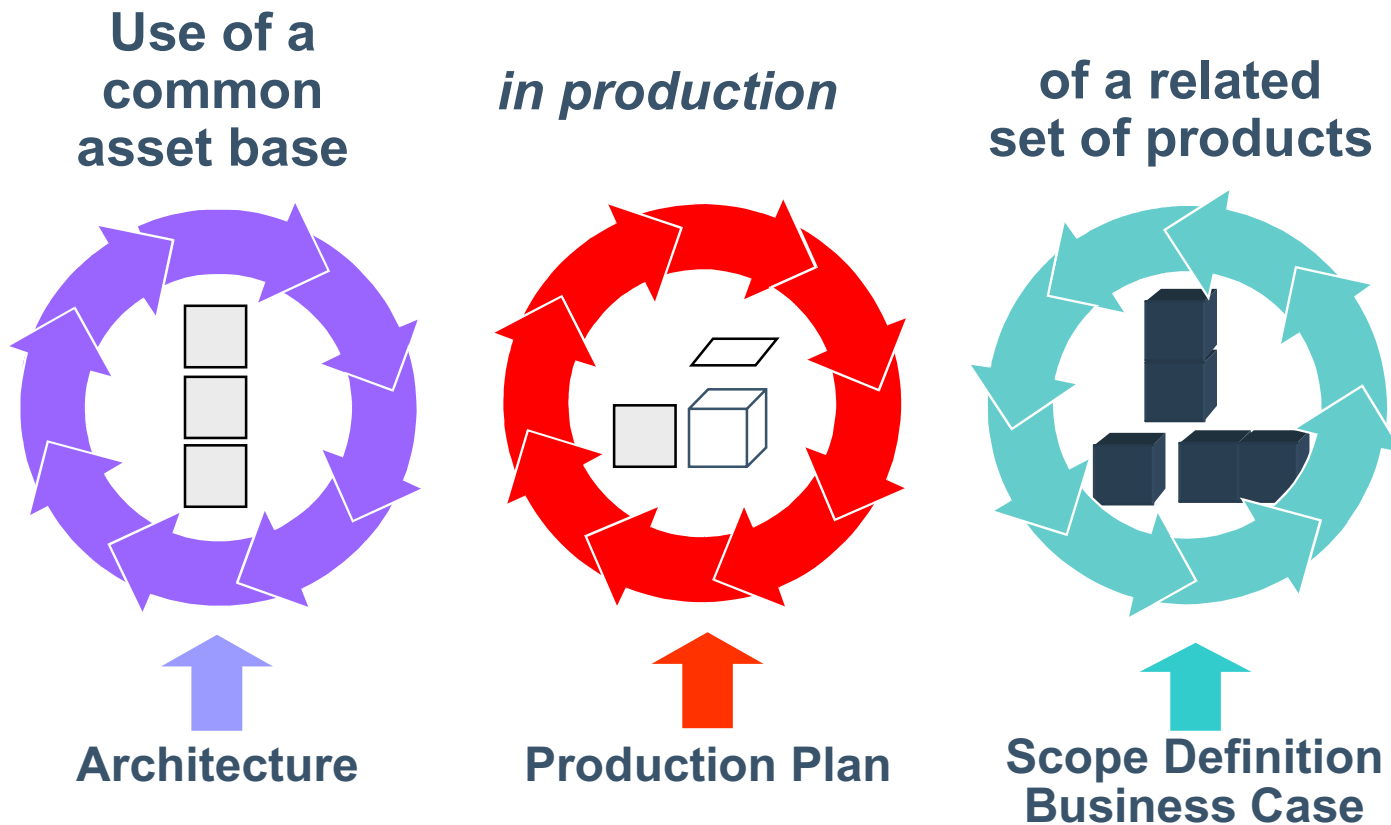 Use of a
common
asset base
in production
of a related
set of products
Architecture
Production Plan
Scope Definition
Business Case